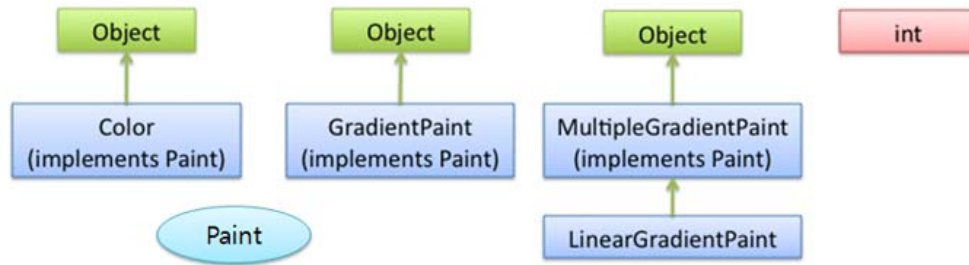 Object
Object
Object
int
Color
(implements Paint)
GradientPaint
(implements Paint)
MultipleGradientPaint
(implements Paint)
Paint
LinearGradientPaint